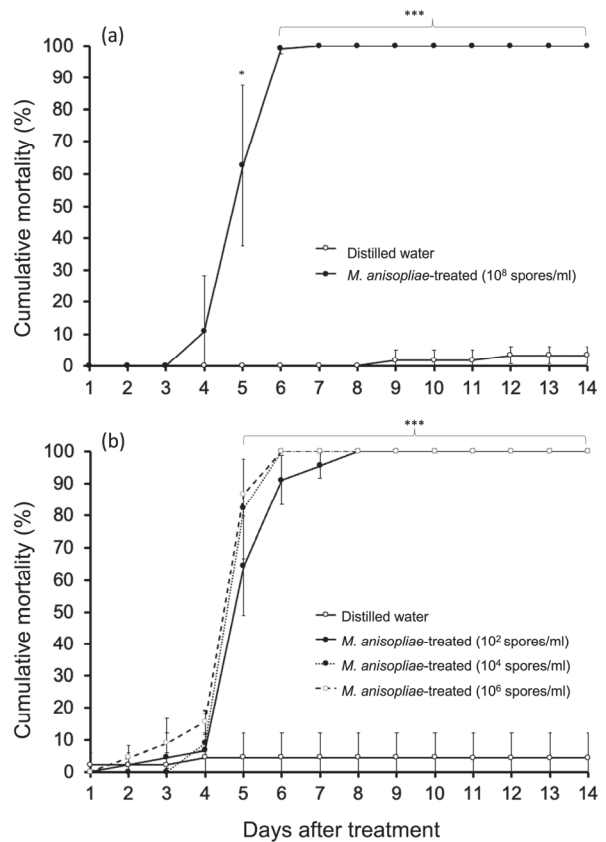 (a)
***
Cumulative mortality (%)
100
90
80
70
60
50
40
30
20
10
0
*
Distilled water
M. anisopliae-treated (10⁸ spores/ml)
1 2 3 4 5 6 7 8 9 10 11 12 13 14
(b)
***
Cumulative mortality (%)
100
90
80
70
60
50
40
30
20
10
0
Distilled water
M. anisopliae-treated (10² spores/ml)
M. anisopliae-treated (10⁴ spores/ml)
M. anisopliae-treated (10⁶ spores/ml)
1 2 3 4 5 6 7 8 9 10 11 12 13 14
Days after treatment